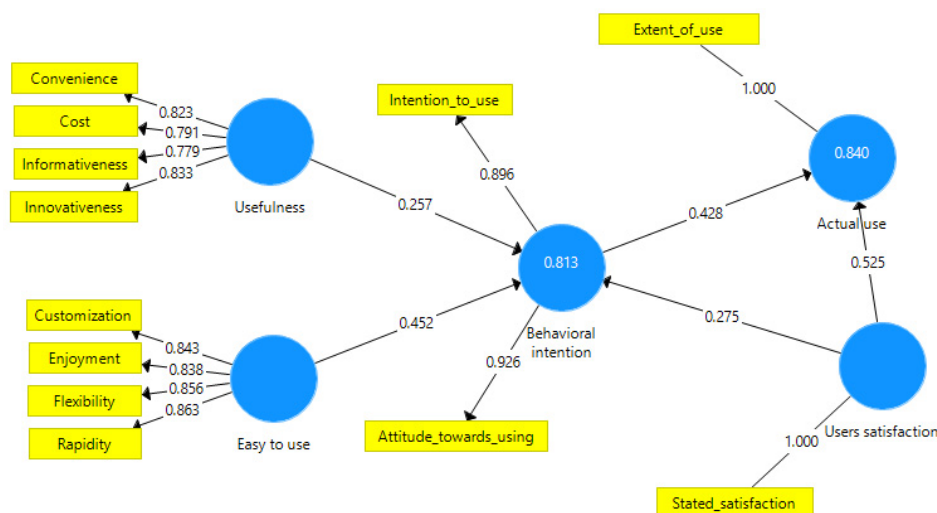 Extent_of_use
Convenience
0.823
Cost
0.791
Informativeness
0.779
Innovativeness
0.833
Usefulness
Intention_to_use
0.896
1.000
0.840
Actual use
0.257
0.428
0.813
Behavioral
intention
0.525
0.275
Customization
0.843
Enjoyment
0.838
Flexibility
0.856
Rapidity
0.863
Easy to use
0.452
0.926
Attitude_towards_using
Users satisfaction
1.000
Stated_satisfaction